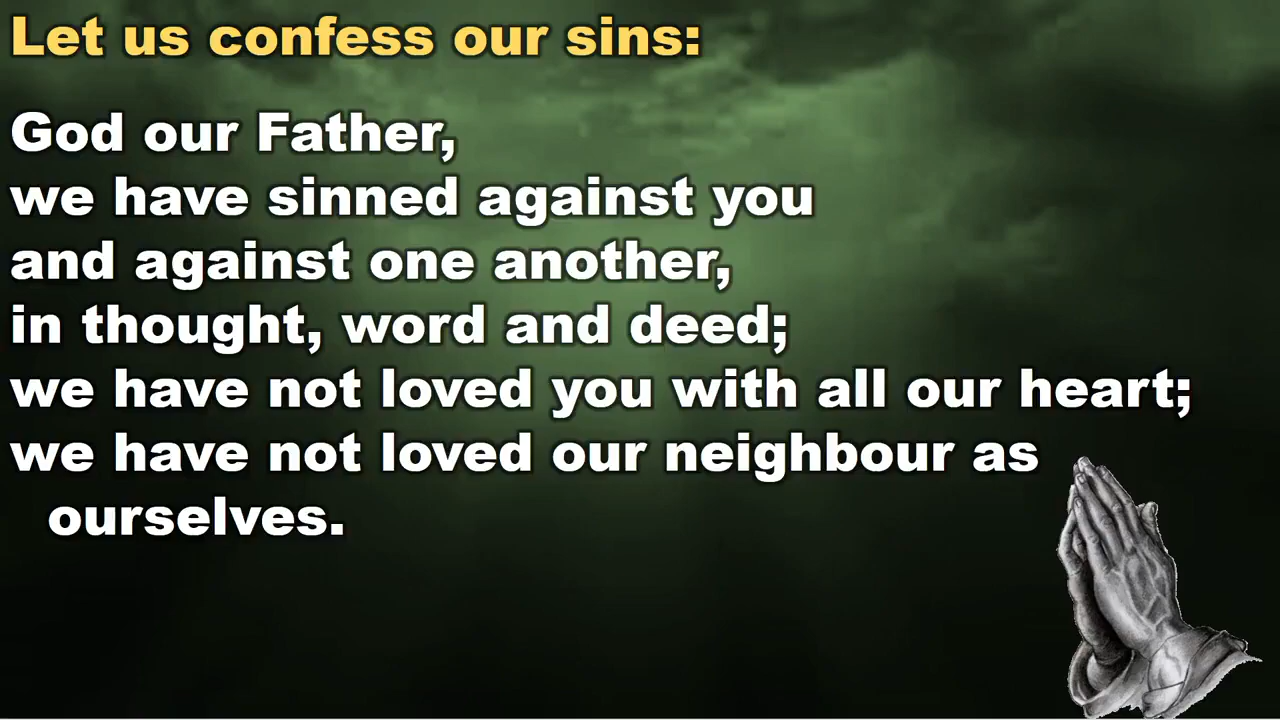 Let us confess our sins:
God our Father,
we have sinned against you
and against one another,
in thought, word and deed;
we have not loved you with all our heart;
we have not loved our neighbour as
ourselves.